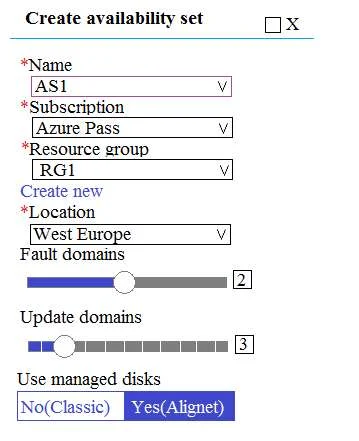 Create availability set X
*Name
AS1
*Subscription
Azure Pass
*Resource group
RG1
Create new
*Location
West Europe
Fault domains
2
Update domains
3
Use managed disks
No(Classic) Yes(Alignet)